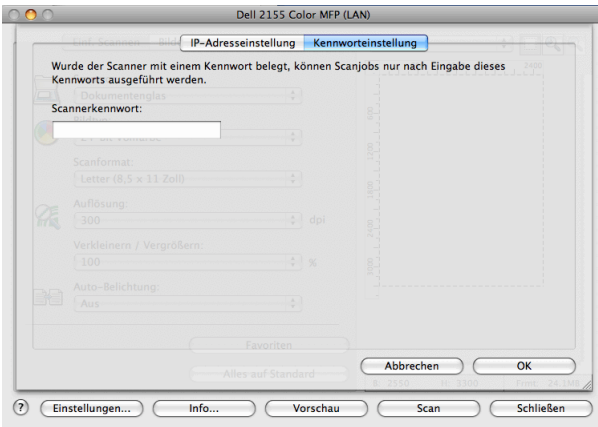 Dell 2155 Color MFP (LAN)
IP-Adresseinstellung Kennworteinstellung
Wurde der Scanner mit einem Kennwort belegt, können Scanjobs nur nach Eingabe dieses
Kennworts ausgeführt werden.
Dokumentenglas
Scannerkennwort:
Scanformat:
Letter (8,5 x 11 Zoll)
Auflösung:
300 dpi
Verkleinern / Vergrößern:
100 %
Auto-Belichtung:
Aus
Favoriten
Alles auf Standard
Abbrechen OK
? Einstellungen... Info... Vorschau Scan Schließen